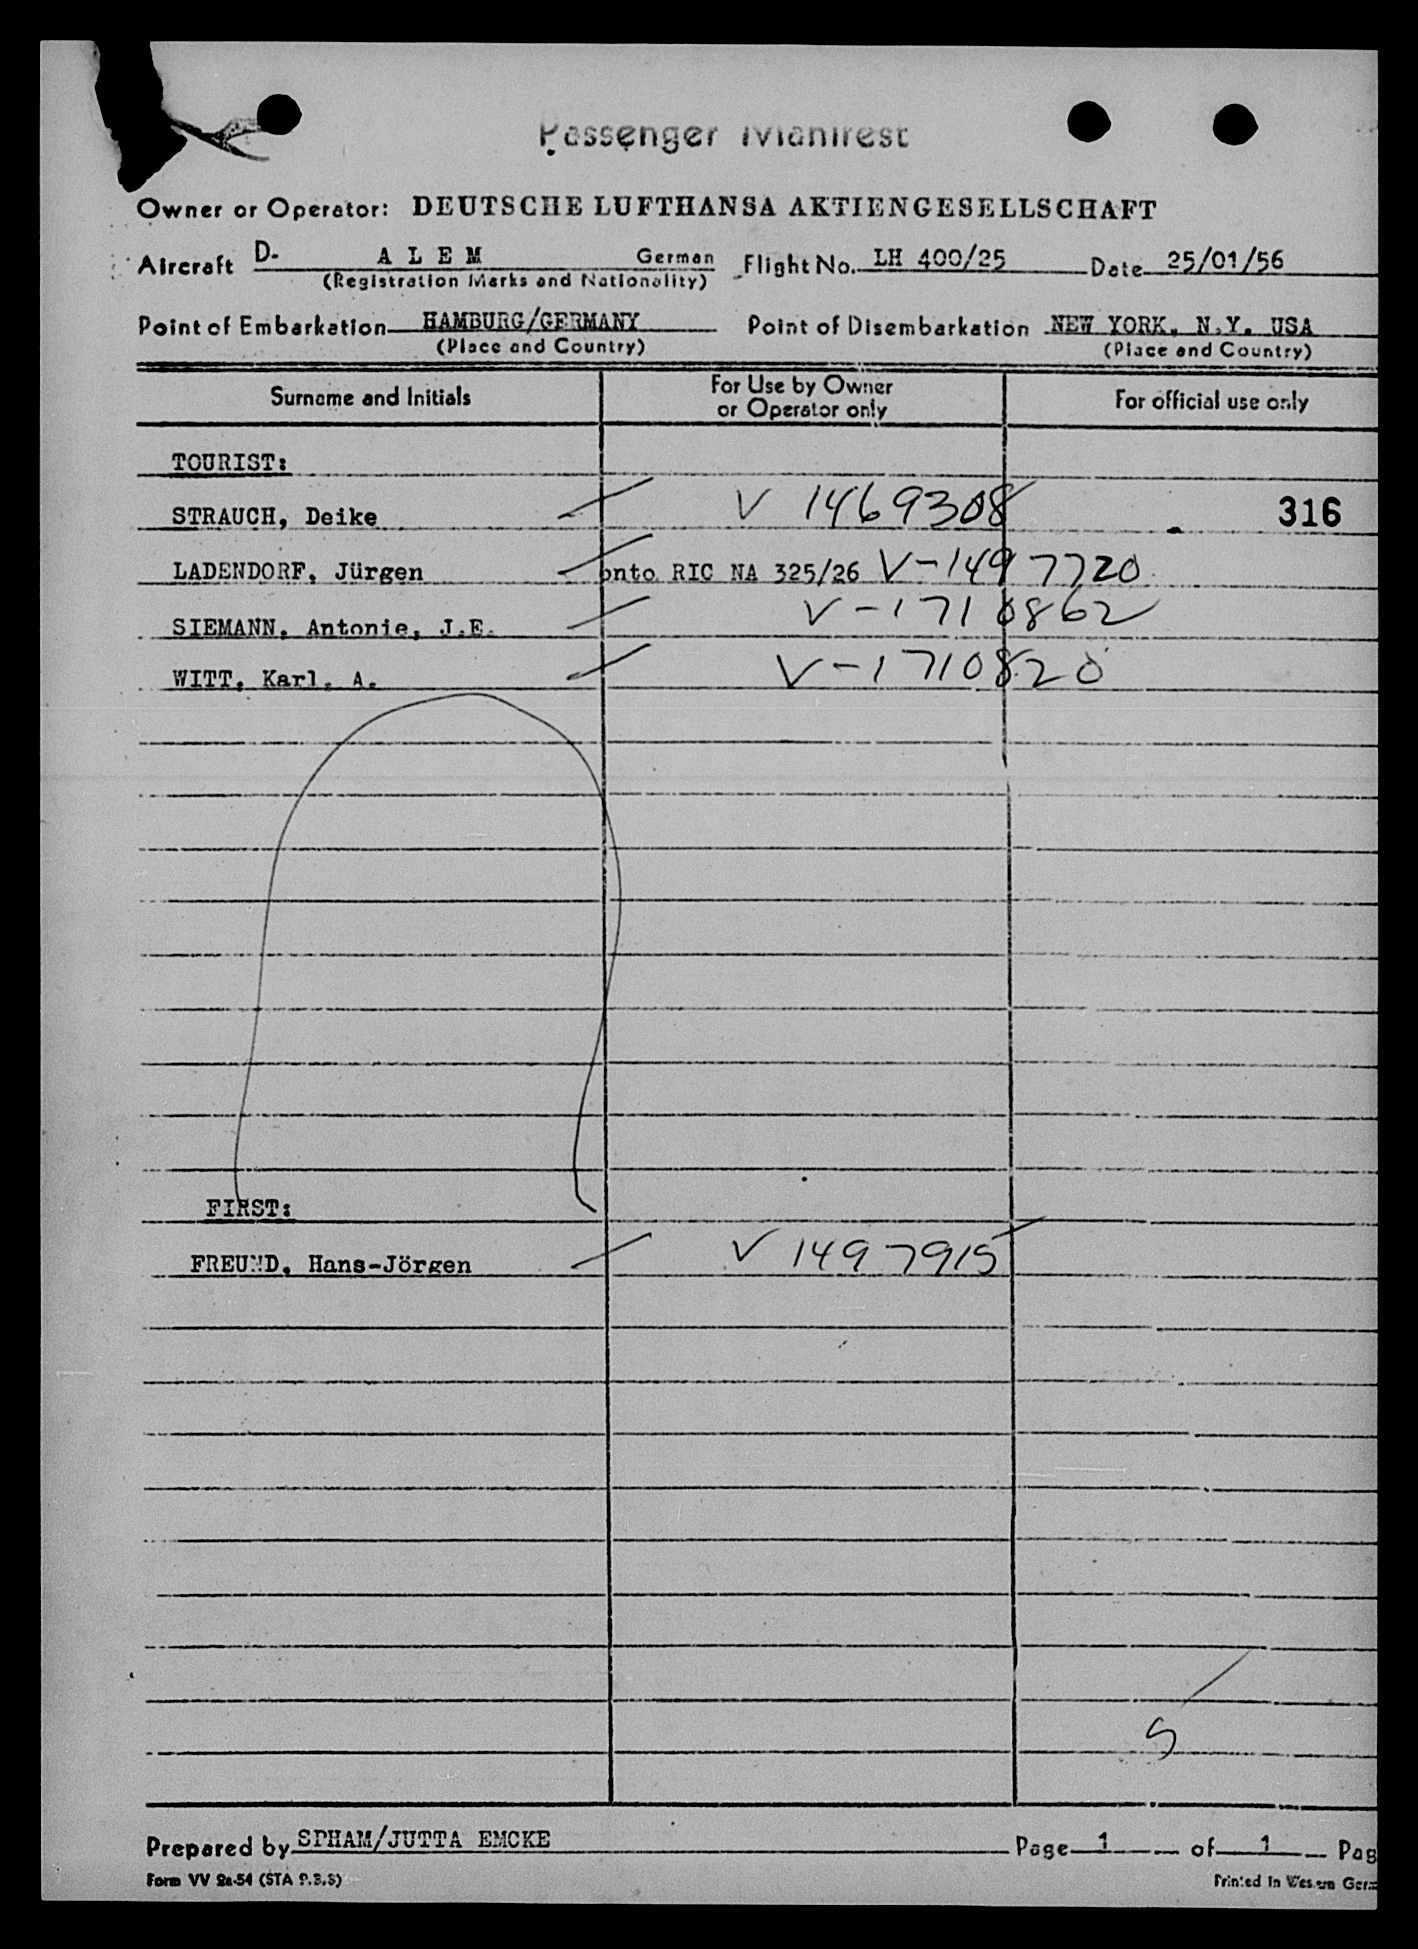 Passenger Manifest
Owner or Operator: DEUTSCHE LUFTHANSA AKTIENGESELLSCHAFT
Aircraft D- A L E M German Flight No. LH 400/25 Date 25/01/56
(Registration Marks and Nationality)
Point of Embarkation HAMBURG/GERMANY Point of Disembarkation NEW YORK, N.Y. USA
(Place and Country) (Place and Country)
Surname and Initials For Use by Owner or Operator only For official use only
TOURIST:
STRAUCH, Deike V 1469308 316
LADENDORF, Jürgen onto RIC NA 325/26 V-1497720
SIEMANN, Antonie, J.E. V-1710862
WITT, Karl, A. V-1710820
FIRST:
FREUND, Hans-Jörgen V 1497915
5
Prepared by SPHAM/JUTTA EMCKE Page 1 of 1 Pag
Form VV 2a-54 (STA P.B.S) Printed in Western Ger